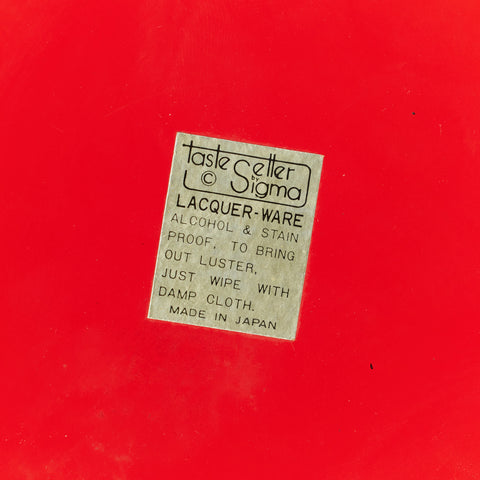 taste Setter
© by Sigma
LACQUER-WARE
ALCOHOL & STAIN
PROOF. TO BRING
OUT LUSTER,
JUST WIPE WITH
DAMP CLOTH.
MADE IN JAPAN